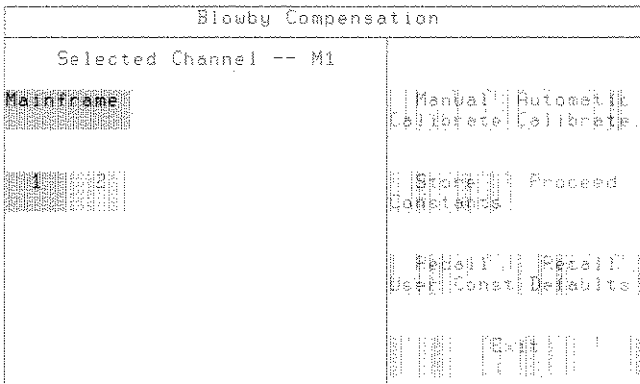 Blowby Compensation
Selected Channel -- M1
Mainframe
1 2
Manual Calibrate
Automatic Calibrate
Store Constants
Proceed
Recall User Const
Recall Defaults
Exit